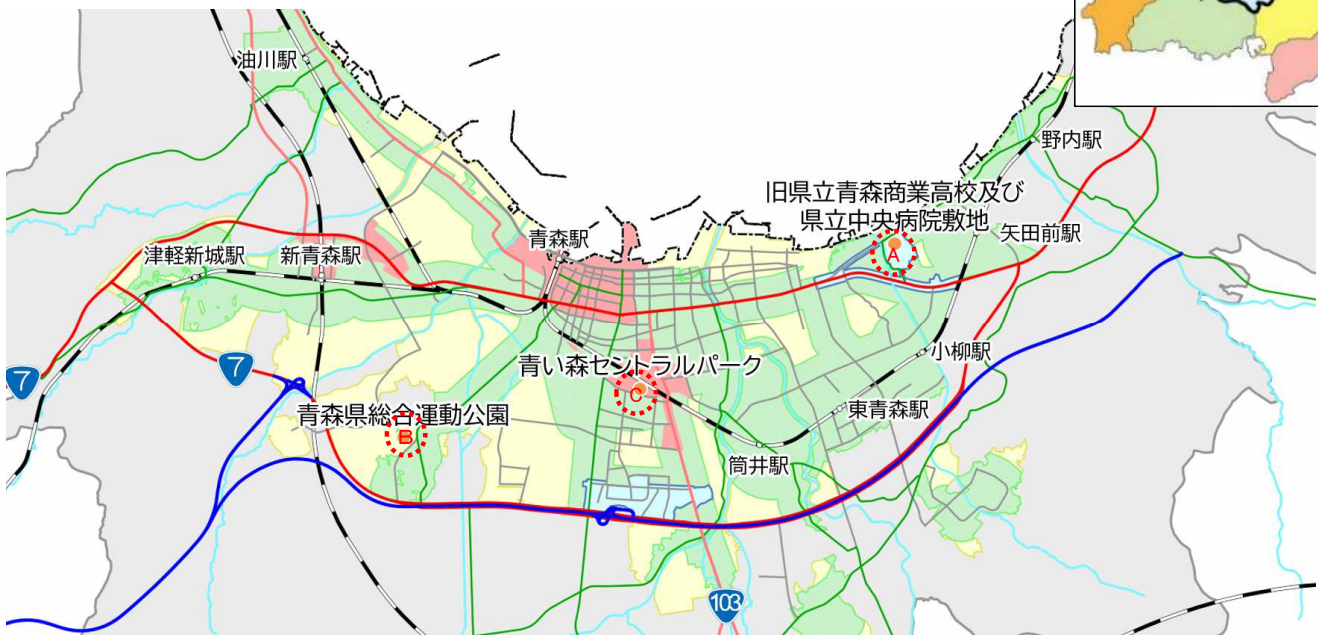 油川駅
野内駅
旧県立青森商業高校及び
県立中央病院敷地
A
矢田前駅
青森駅
津軽新城駅
新青森駅
小柳駅
7
7
青い森セントラルパーク
C
東青森駅
青森県総合運動公園
B
筒井駅
103